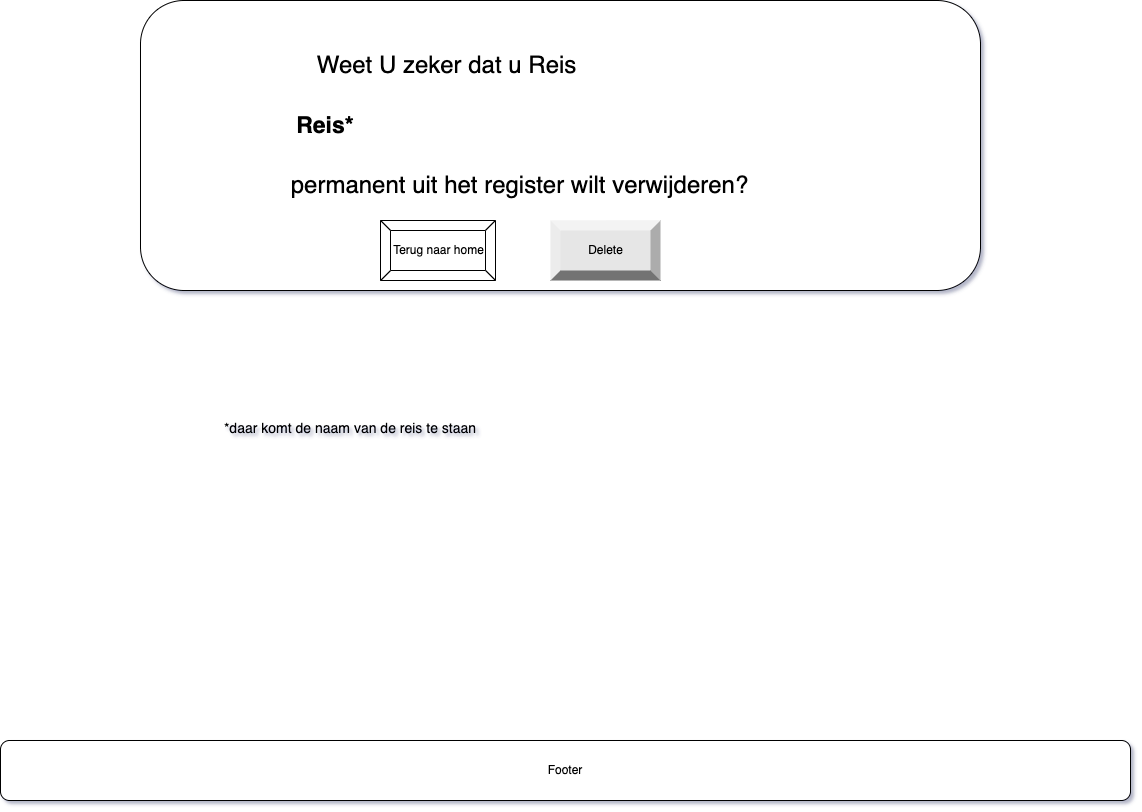 Weet U zeker dat u Reis
Reis*
permanent uit het register wilt verwijderen?
Terug naar home
Delete
*daar komt de naam van de reis te staan
Footer